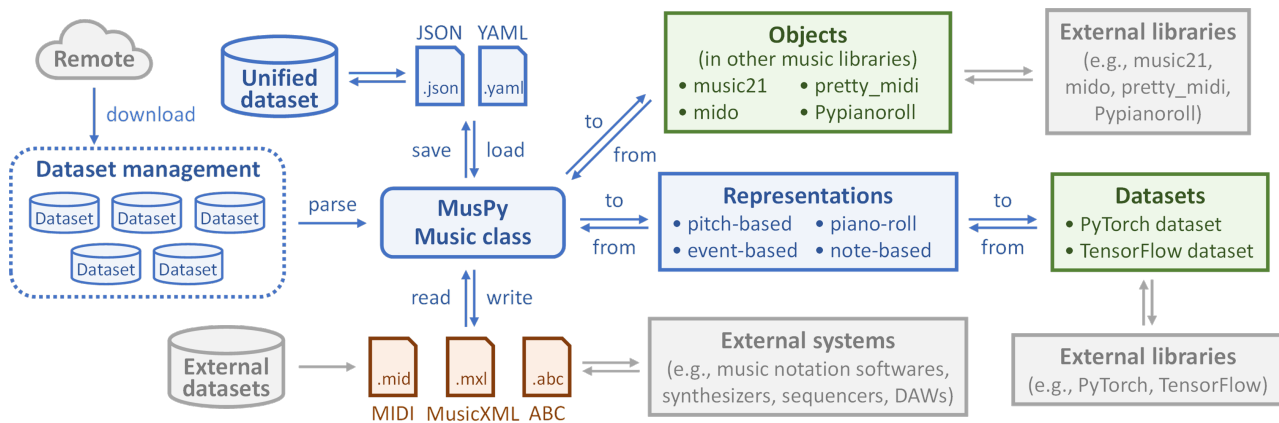 Remote
download
Dataset management
Dataset Dataset Dataset
Dataset Dataset
parse
Unified
dataset
JSON YAML
.json .yaml
save load
MusPy
Music class
read write
External
datasets
.mid .mxl .abc
MIDI MusicXML ABC
to
from
Objects
(in other music libraries)
• music21 • pretty_midi
• mido • Pypianoroll
External libraries
(e.g., music21,
mido, pretty_midi,
Pypianoroll)
to
from
Representations
• pitch-based • piano-roll
• event-based • note-based
to
from
Datasets
• PyTorch dataset
• TensorFlow dataset
External systems
(e.g., music notation softwares,
synthesizers, sequencers, DAWs)
External libraries
(e.g., PyTorch, TensorFlow)